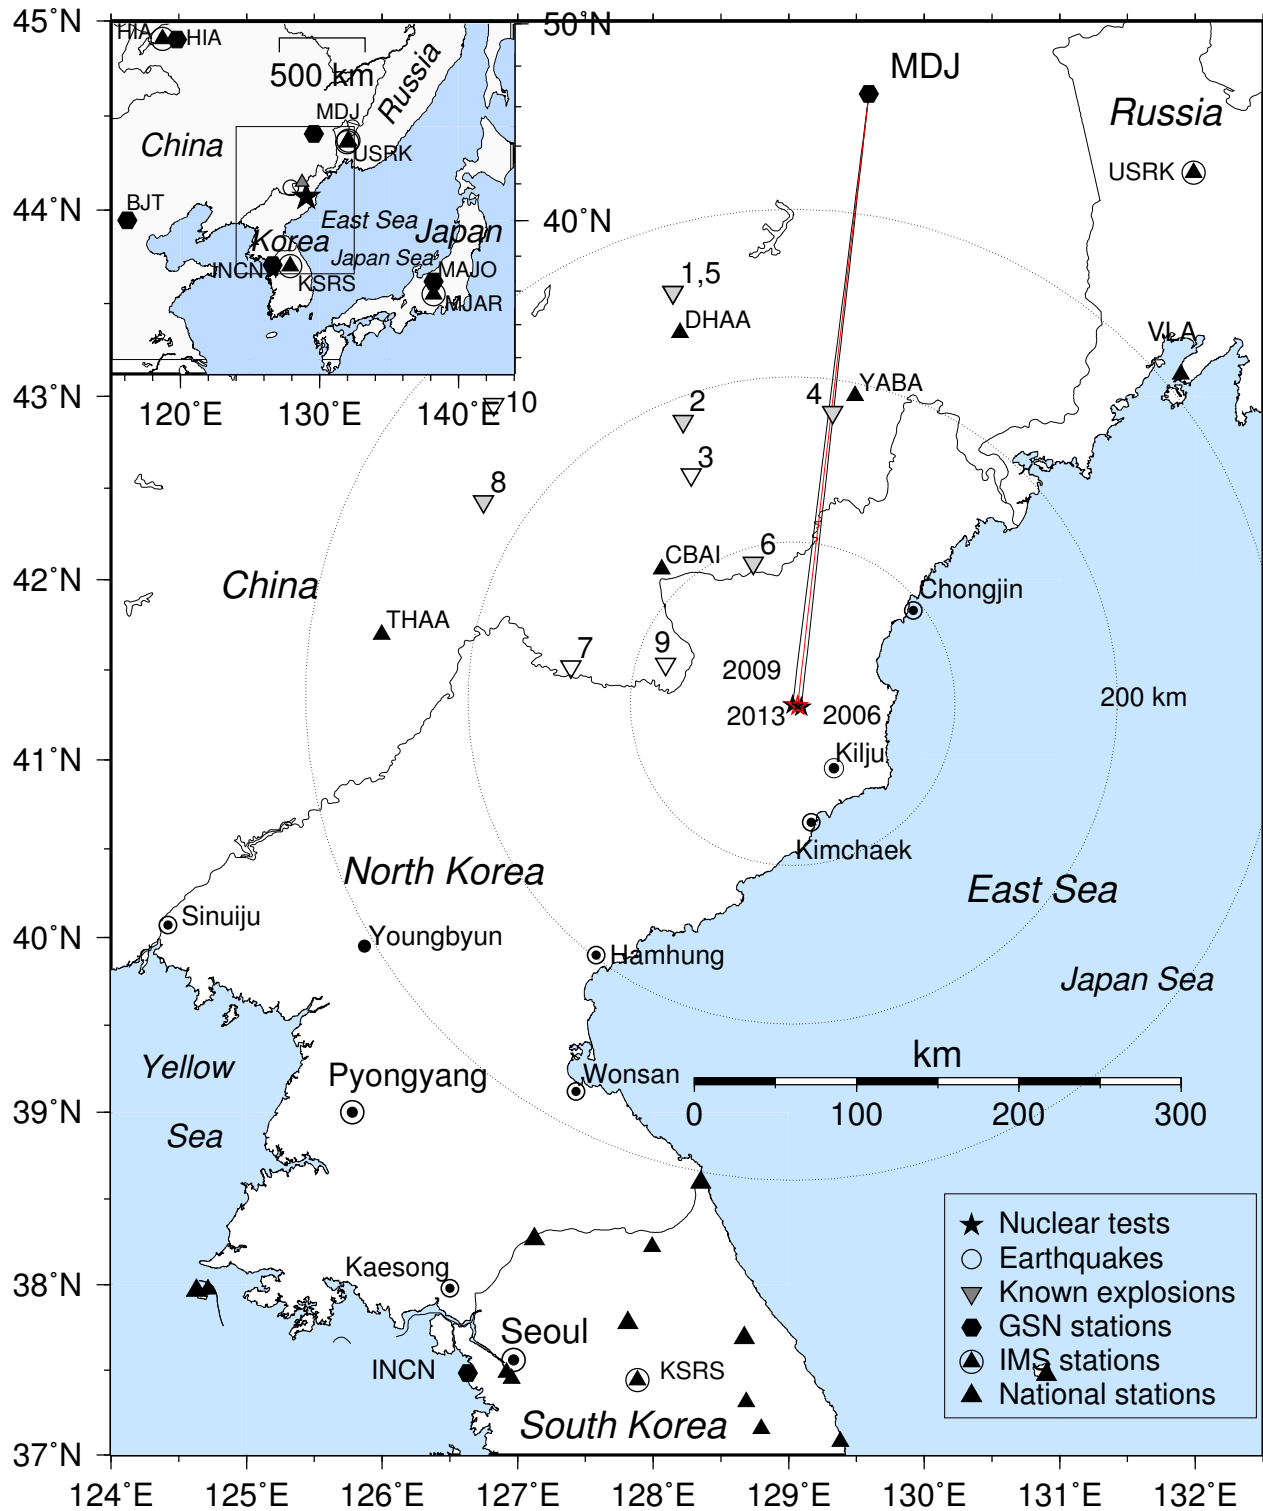 45°N
50°N
HIA
HIA
500 km
Russia
MDJ
MDJ
Russia
China
USRK
USRK
BJT
44°N
40°N
East Sea
Japan
Korea
Japan Sea
INCN
KSRS
MAJO
MJAR
1,5
DHAA
VLA
43°N
120°E
130°E
140°E
10
2
4
YABA
3
8
6
CBAI
42°N
China
Chongjin
THAA
7
9
2009
200 km
2013
2006
41°N
Kilju
Kimchaek
North Korea
East Sea
Sinuiju
40°N
Youngbyun
Hamhung
Japan Sea
km
Yellow
Sea
Pyongyang
Wonsan
39°N
0
100
200
300
Nuclear tests
Earthquakes
Known explosions
GSN stations
IMS stations
National stations
38°N
Kaesong
Seoul
INCN
KSRS
South Korea
37°N
124°E
125°E
126°E
127°E
128°E
129°E
130°E
131°E
132°E